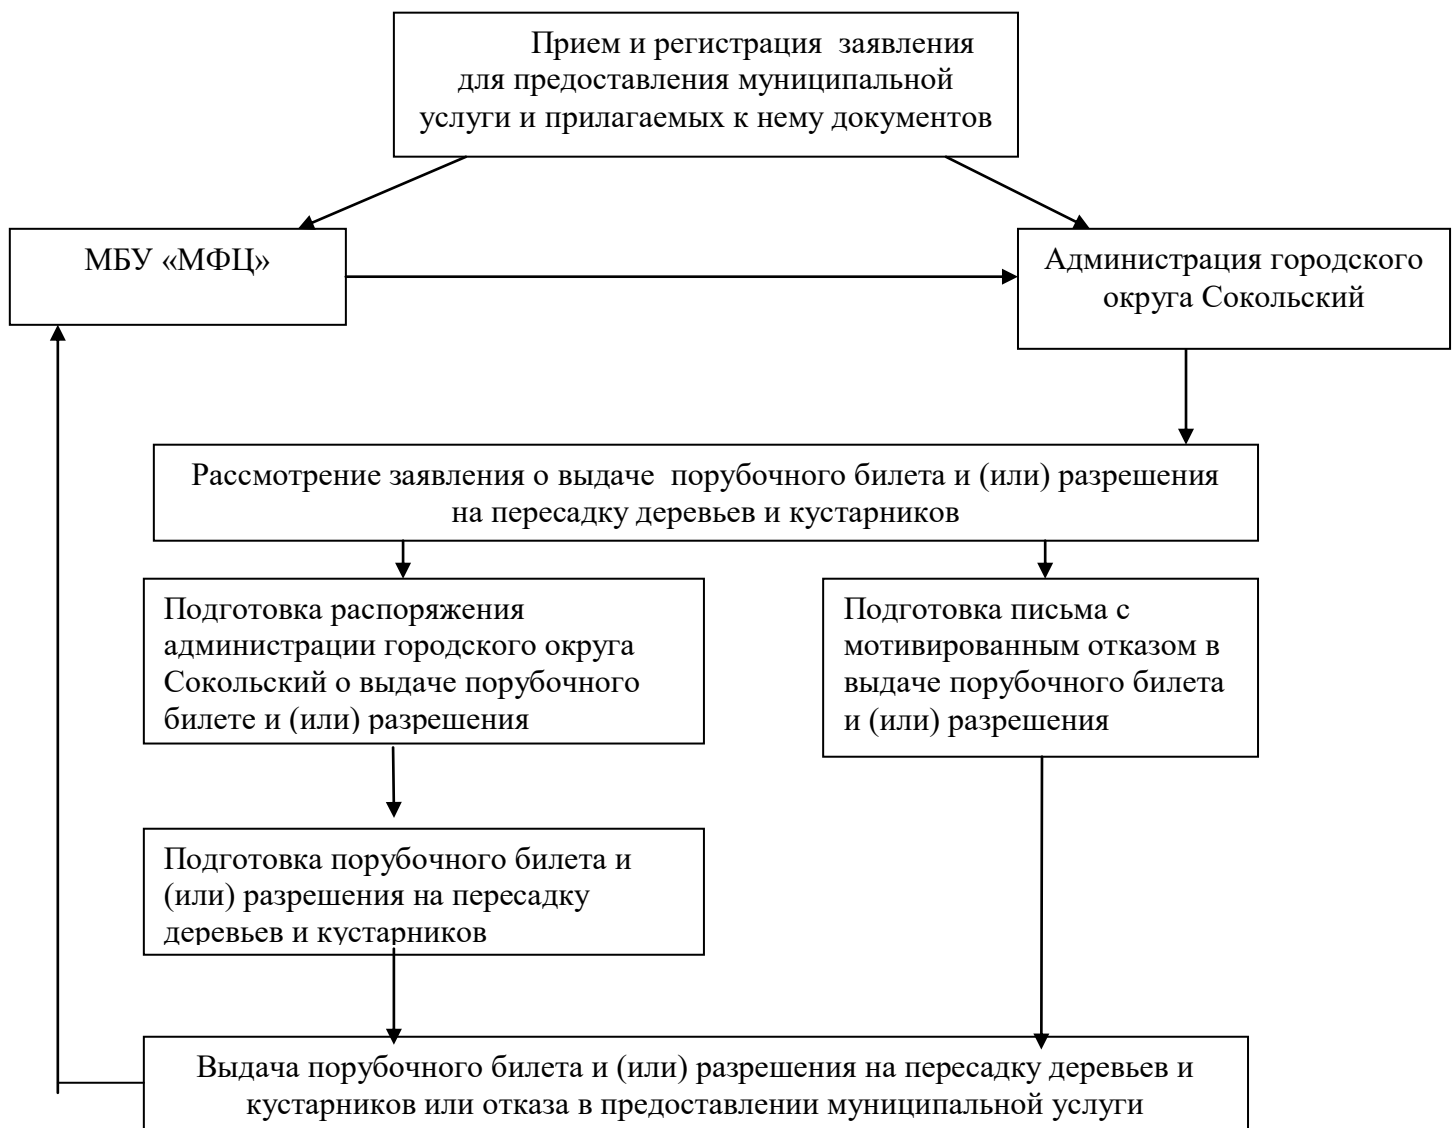 Прием и регистрация заявления
для предоставления муниципальной
услуги и прилагаемых к нему документов
МБУ «МФЦ»
Администрация городского
округа Сокольский
Рассмотрение заявления о выдаче порубочного билета и (или) разрешения
на пересадку деревьев и кустарников
Подготовка распоряжения
администрации городского округа
Сокольский о выдаче порубочного
билете и (или) разрешения
Подготовка письма с
мотивированным отказом в
выдаче порубочного билета
и (или) разрешения
Подготовка порубочного билета и
(или) разрешения на пересадку
деревьев и кустарников
Выдача порубочного билета и (или) разрешения на пересадку деревьев и
кустарников или отказа в предоставлении муниципальной услуги